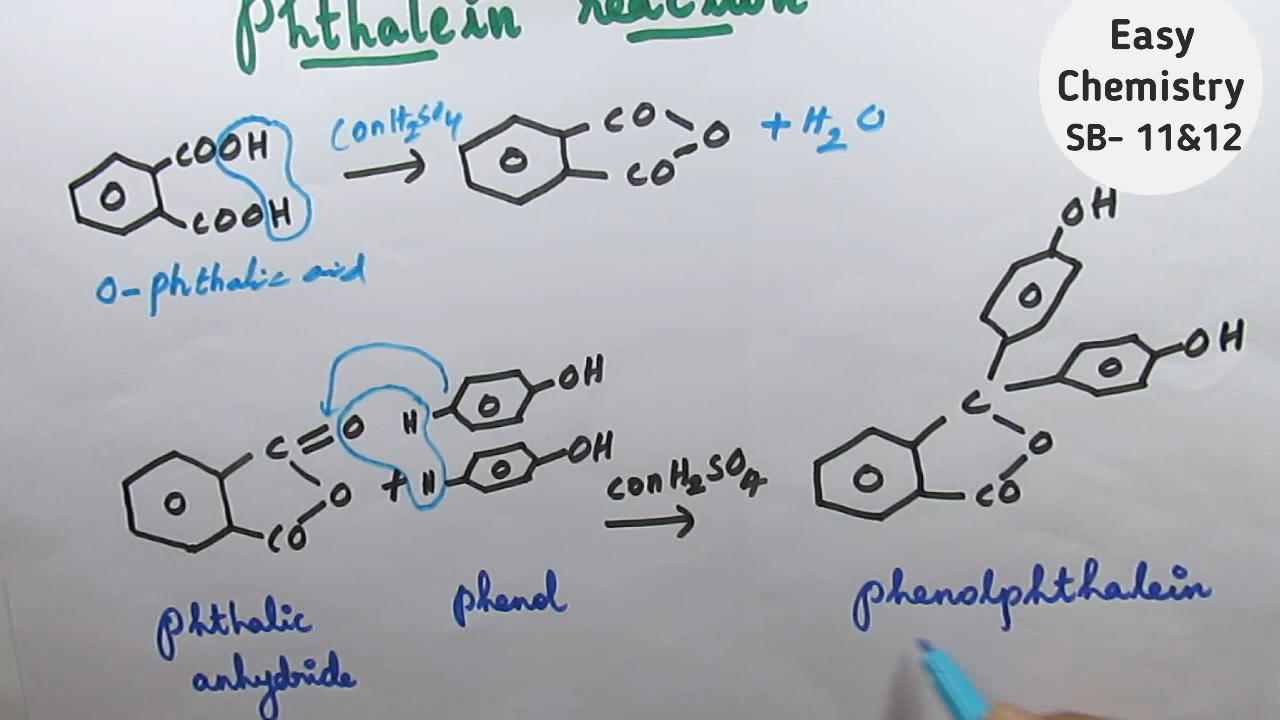 Phthalein reaction
Easy
Chemistry
SB- 11&12
COOH
COOH
ConH2SO4
CO
O
CO
+ H2O
O-phthalic acid
C=O
O
CO
H
OH
+ H
OH
conH2SO4
OH
OH
C
O
CO
phthalic
anhydride
phenol
phenolphthalein